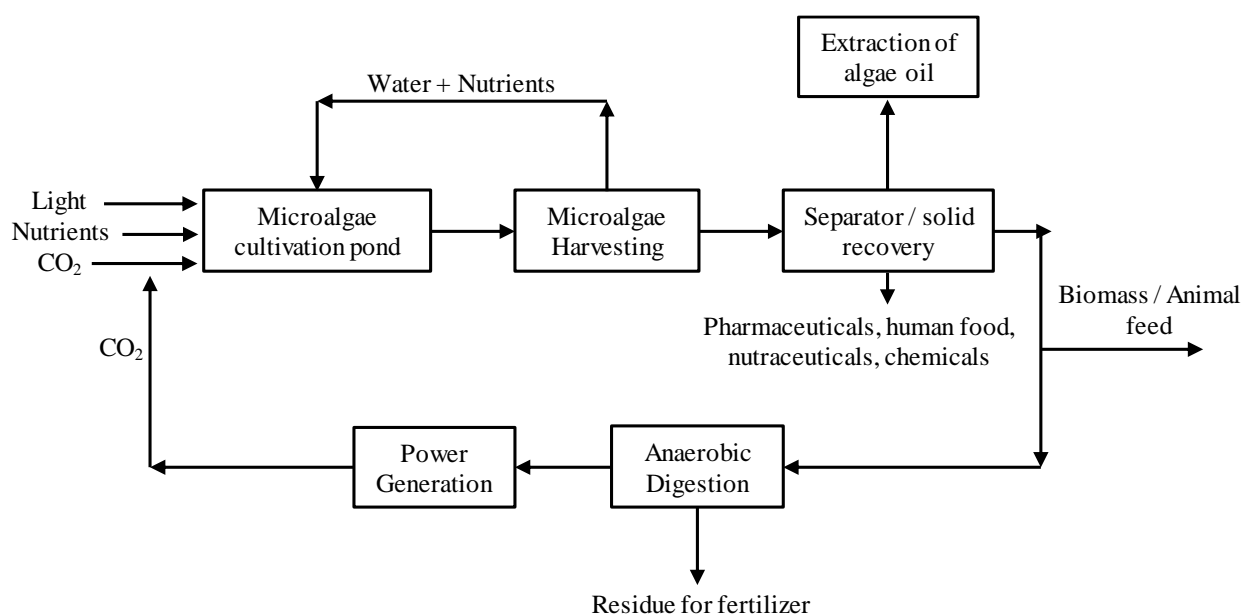 Extraction of
algae oil
Water + Nutrients
Light
Nutrients
CO₂
Microalgae
cultivation pond
Microalgae
Harvesting
Separator / solid
recovery
Biomass / Animal
feed
Pharmaceuticals, human food,
nutraceuticals, chemicals
CO₂
Power
Generation
Anaerobic
Digestion
Residue for fertilizer